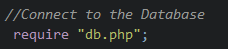 //Connect to the Database
require "db.php";